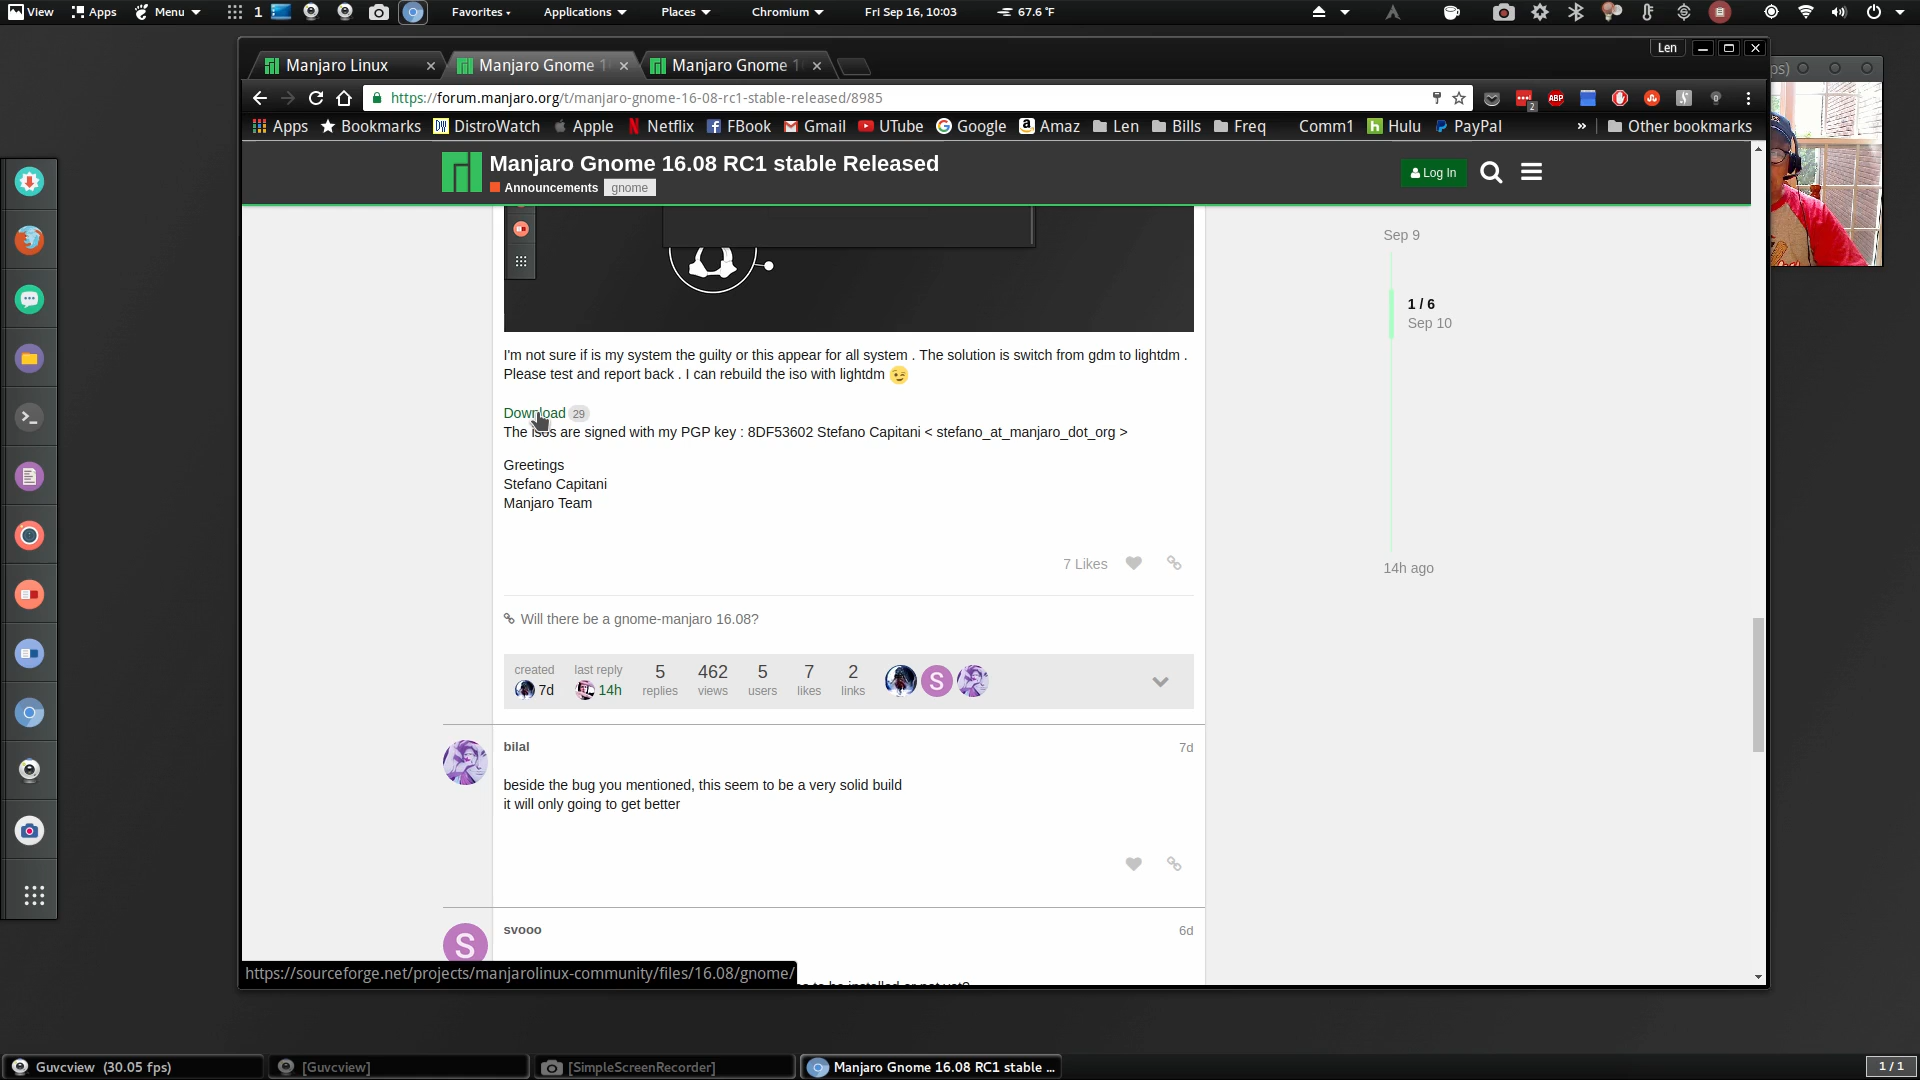 View Apps Menu 1 Favorites Applications Places Chromium Fri Sep 16, 10:03 67.6 °F
Len
Manjaro Linux
Manjaro Gnome 1
Manjaro Gnome 1
ps)
https://forum.manjaro.org/t/manjaro-gnome-16-08-rc1-stable-released/8985
2
ABP
Apps Bookmarks DW DistroWatch Apple Netflix FBook Gmail UTube Google Amaz Len Bills Freq Comm1 Hulu PayPal » Other bookmarks
Manjaro Gnome 16.08 RC1 stable Released
Announcements gnome
Log In
Sep 9
1 / 6
Sep 10
14h ago
I'm not sure if is my system the guilty or this appear for all system . The solution is switch from gdm to lightdm .
Please test and report back . I can rebuild the iso with lightdm 😉
Download 29
The isos are signed with my PGP key : 8DF53602 Stefano Capitani < stefano_at_manjaro_dot_org >
Greetings
Stefano Capitani
Manjaro Team
7 Likes
Will there be a gnome-manjaro 16.08?
created last reply 5 462 5 7 2
7d 14h replies views users likes links
S
bilal 7d
beside the bug you mentioned, this seem to be a very solid build
it will only going to get better
svooo 6d
S
https://sourceforge.net/projects/manjarolinux-community/files/16.08/gnome/
to be installed or not yet?
Guvcview (30.05 fps) [Guvcview] [SimpleScreenRecorder] Manjaro Gnome 16.08 RC1 stable ... 1 / 1